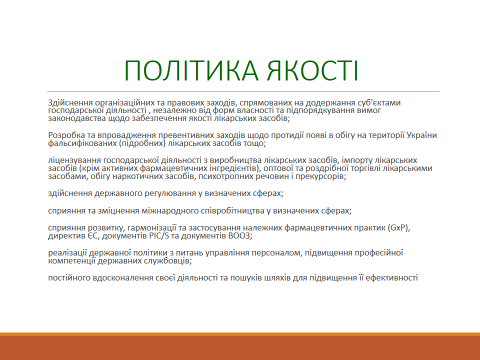 ПОЛІТИКА ЯКОСТІ
Здійснення організаційних та правових заходів, спрямованих на додержання суб'єктами
господарської діяльності , незалежно від форм власності та підпорядкування вимог
законодавства щодо забезпечення якості лікарських засобів;
Розробка та впровадження превентивних заходів щодо протидії появі в обігу на території України
фальсифікованих (підробних) лікарських засобів тощо;
ліцензування господарської діяльності з виробництва лікарських засобів, імпорту лікарських
засобів (крім активних фармацевтичних інгредієнтів), оптової та роздрібної торгівлі лікарськими
засобами, обігу наркотичних засобів, психотропних речовин і прекурсорів;
здійснення державного регулювання у визначених сферах;
сприяння та зміцнення міжнародного співробітництва у визначених сферах;
сприяння розвитку, гармонізації та застосування належних фармацевтичних практик (GxP),
директив ЄС, документів PIC/S та документів ВООЗ;
реалізації державної політики з питань управління персоналом, підвищення професійної
компетенції державних службовців;
постійного вдосконалення своєї діяльності та пошуків шляхів для підвищення її ефективності